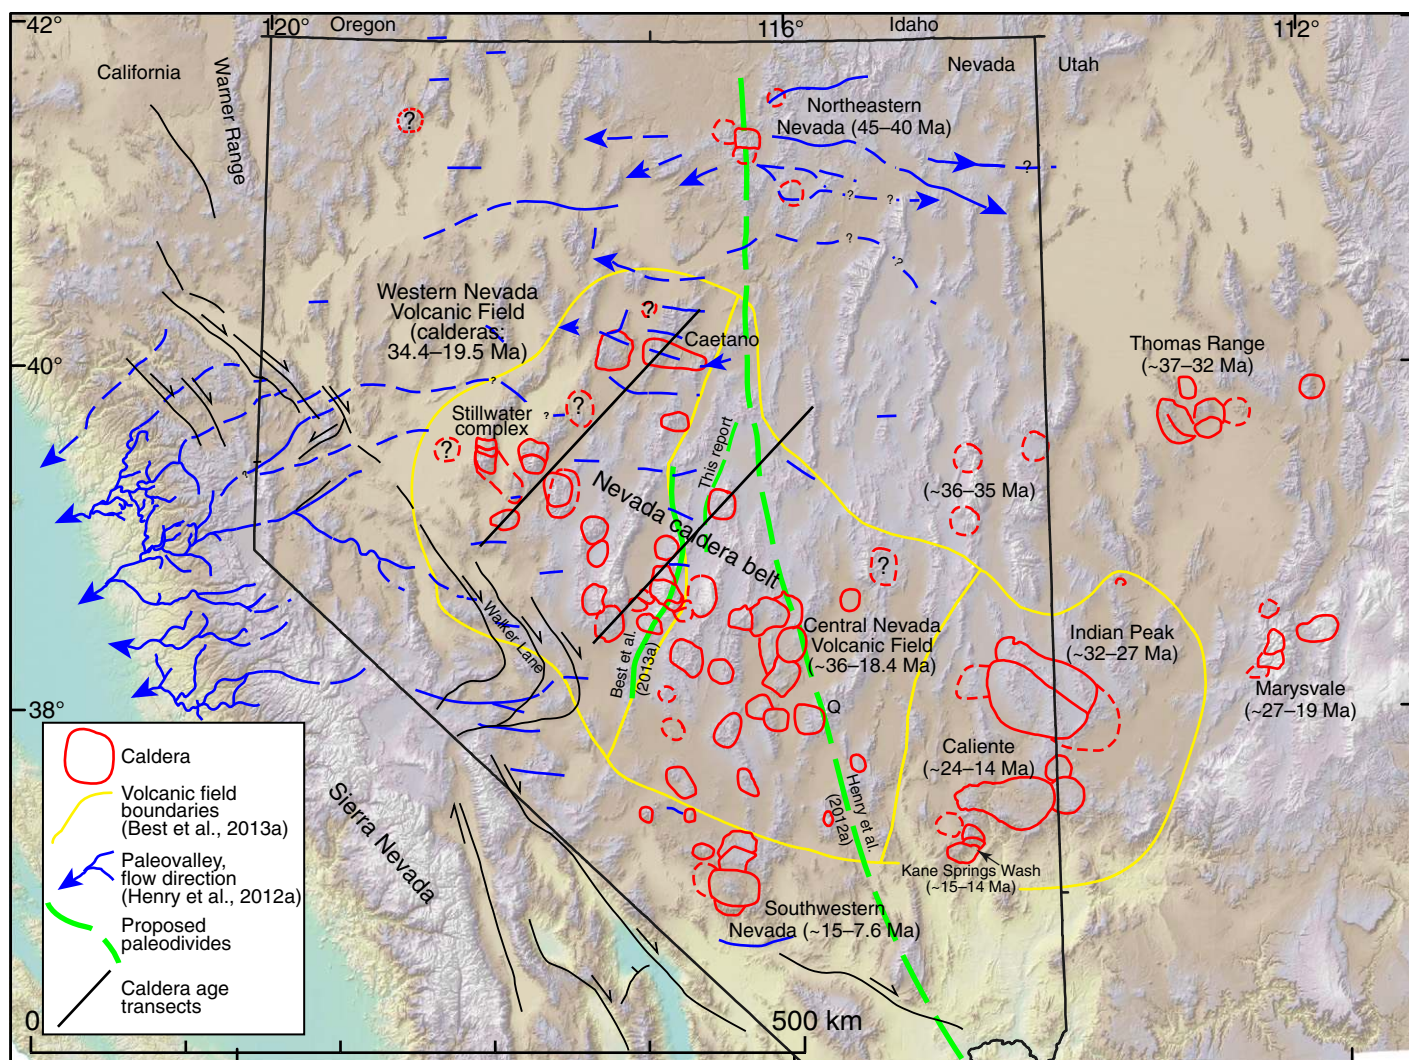 42°
120°
Oregon
116°
Idaho
112°
California
Warner Range
Nevada
Utah
?
Northeastern
Nevada (45–40 Ma)
?
?
?
?
?
Western Nevada
Volcanic Field
(calderas:
34.4–19.5 Ma)
?
Caetano
40°
Thomas Range
(~37–32 Ma)
?
Stillwater
complex
?
?
?
?
This report
Nevada caldera belt
(~36–35 Ma)
?
Walker Lane
Best et al.
(2013a)
Central Nevada
Volcanic Field
(~36–18.4 Ma)
Indian Peak
(~32–27 Ma)
Marysvale
(~27–19 Ma)
38°
Q
Caliente
(~24–14 Ma)
Henry et al.
(2012a)
Kane Springs Wash
(~15–14 Ma)
Southwestern
Nevada (~15–7.6 Ma)
Sierra Nevada
Caldera
Volcanic field
boundaries
(Best et al., 2013a)
Paleovalley,
flow direction
(Henry et al., 2012a)
Proposed
paleodivides
Caldera age
transects
0
500 km